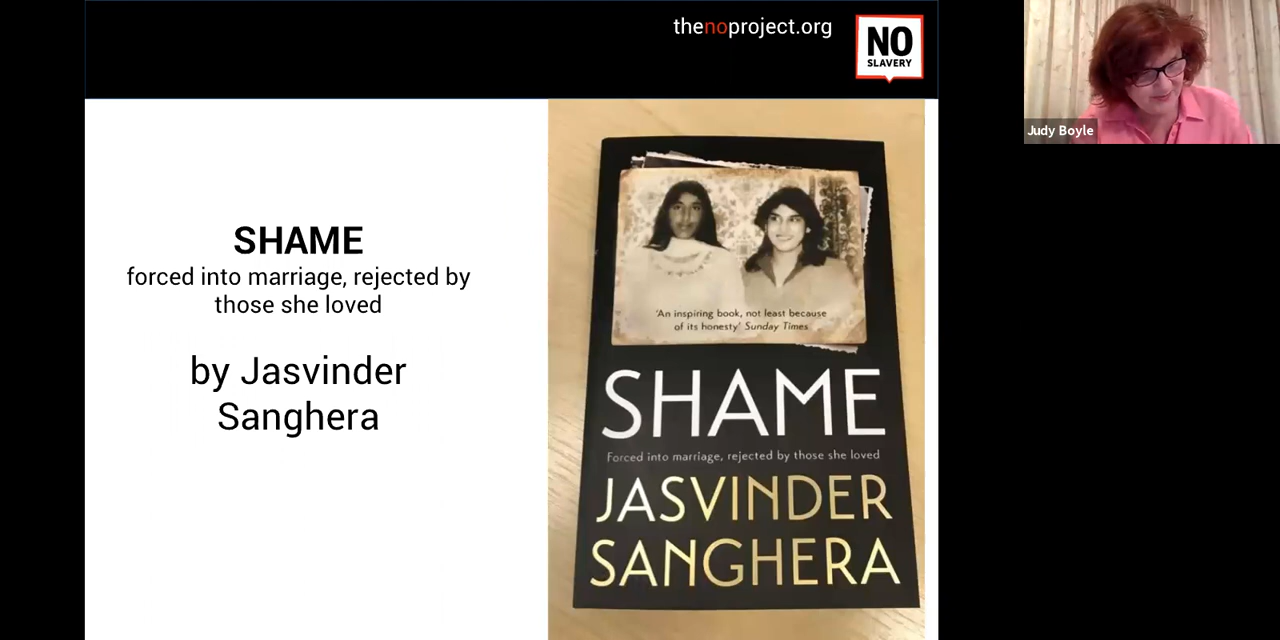 thenoproject.org
NO
SLAVERY
Judy Boyle
SHAME
forced into marriage, rejected by
those she loved
by Jasvinder
Sanghera
'An inspiring book, not least because
of its honesty' Sunday Times
SHAME
Forced into marriage, rejected by those she loved
JASVINDER
SANGHERA